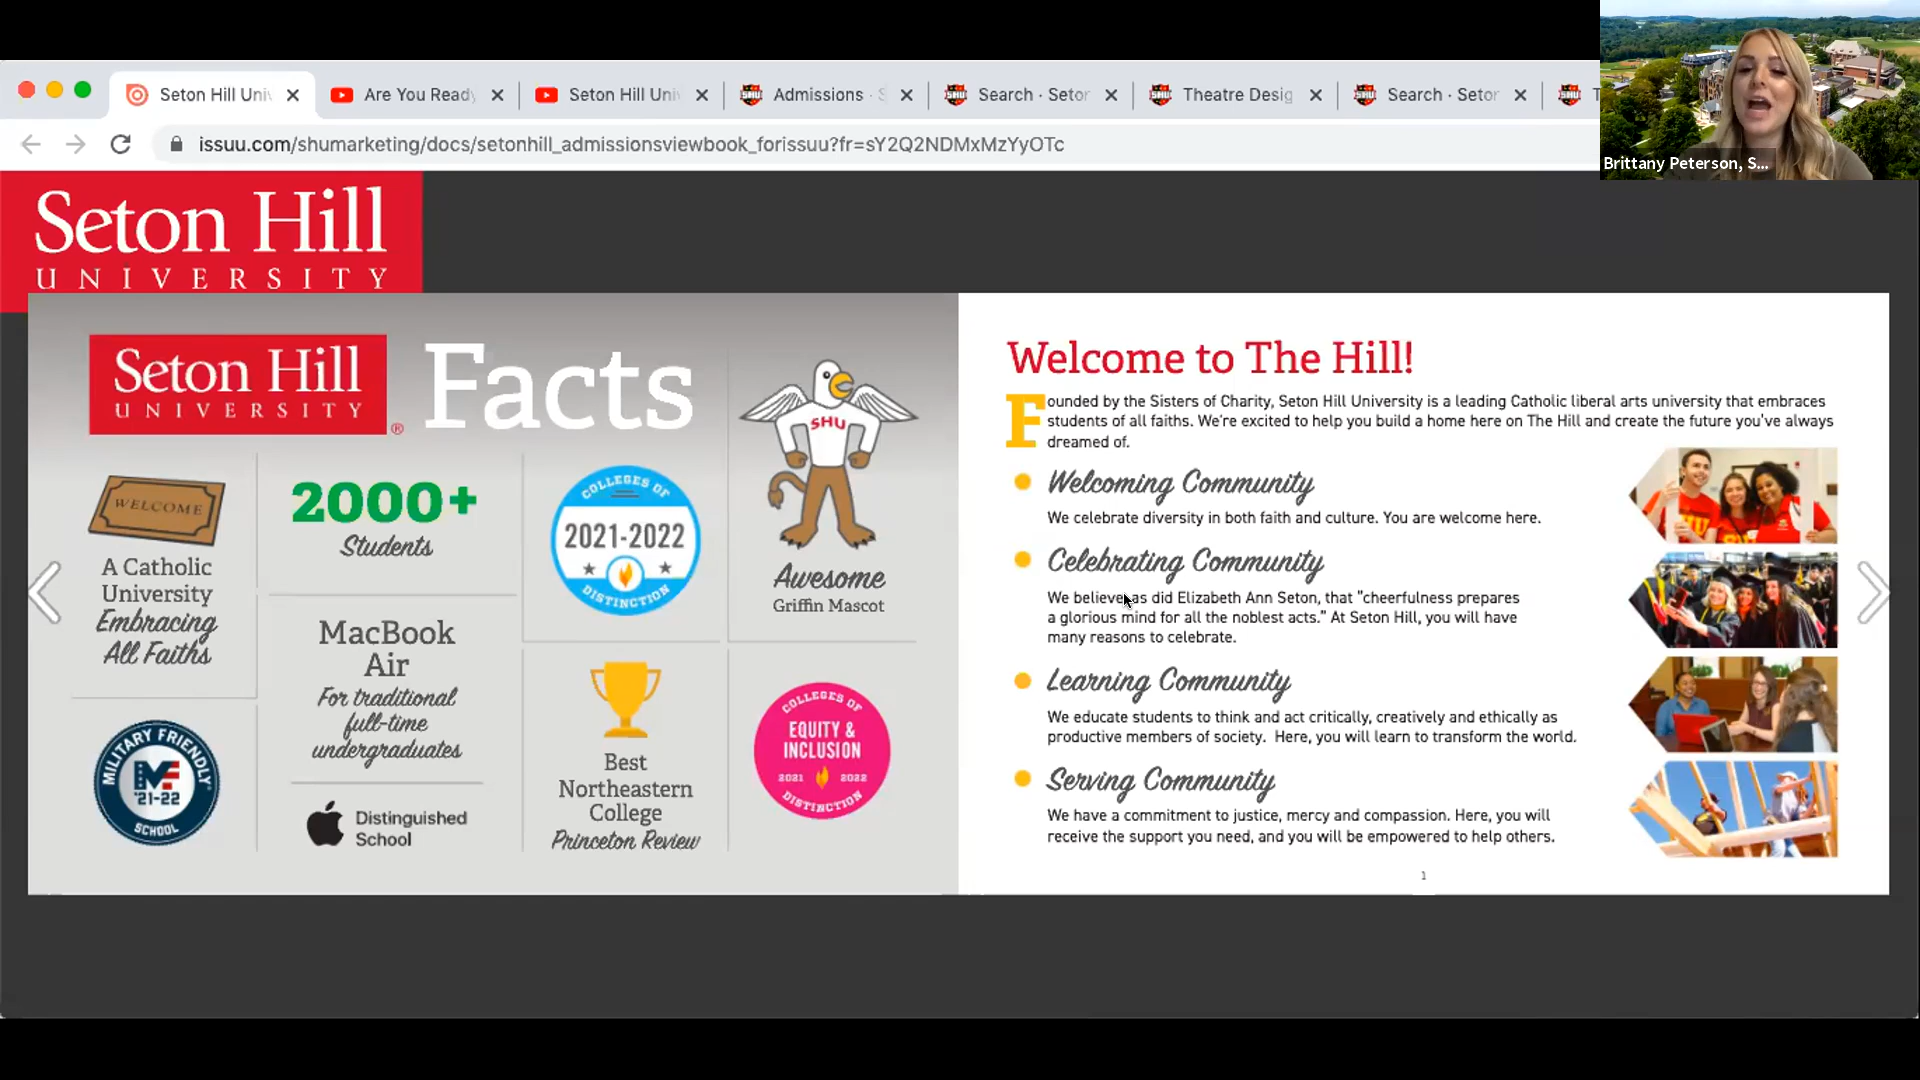 Seton Hill Uni
Are You Ready
Seton Hill Uni
Admissions · S
Search · Seton
Theatre Desig
Search · Seton
issuu.com/shumarketing/docs/setonhill_admissionsviewbook_forissuu?fr=sY2Q2NDMxMzYyOTc
Brittany Peterson, S...
Seton Hill
UNIVERSITY
Seton Hill
UNIVERSITY®
Facts
WELCOME
A Catholic
University
Embracing
All Faiths
MILITARY FRIENDLY®
'21-22
SCHOOL
2000+
Students
MacBook
Air
For traditional
full-time
undergraduates
Distinguished
School
COLLEGES OF
2021-2022
DISTINCTION
Best
Northeastern
College
Princeton Review
SHU
Awesome
Griffin Mascot
COLLEGES OF
EQUITY &
INCLUSION
2021 2022
DISTINCTION
Welcome to The Hill!
Founded by the Sisters of Charity, Seton Hill University is a leading Catholic liberal arts university that embraces
students of all faiths. We're excited to help you build a home here on The Hill and create the future you've always
dreamed of.
Welcoming Community
We celebrate diversity in both faith and culture. You are welcome here.
Celebrating Community
We believe as did Elizabeth Ann Seton, that "cheerfulness prepares
a glorious mind for all the noblest acts." At Seton Hill, you will have
many reasons to celebrate.
Learning Community
We educate students to think and act critically, creatively and ethically as
productive members of society. Here, you will learn to transform the world.
Serving Community
We have a commitment to justice, mercy and compassion. Here, you will
receive the support you need, and you will be empowered to help others.
1